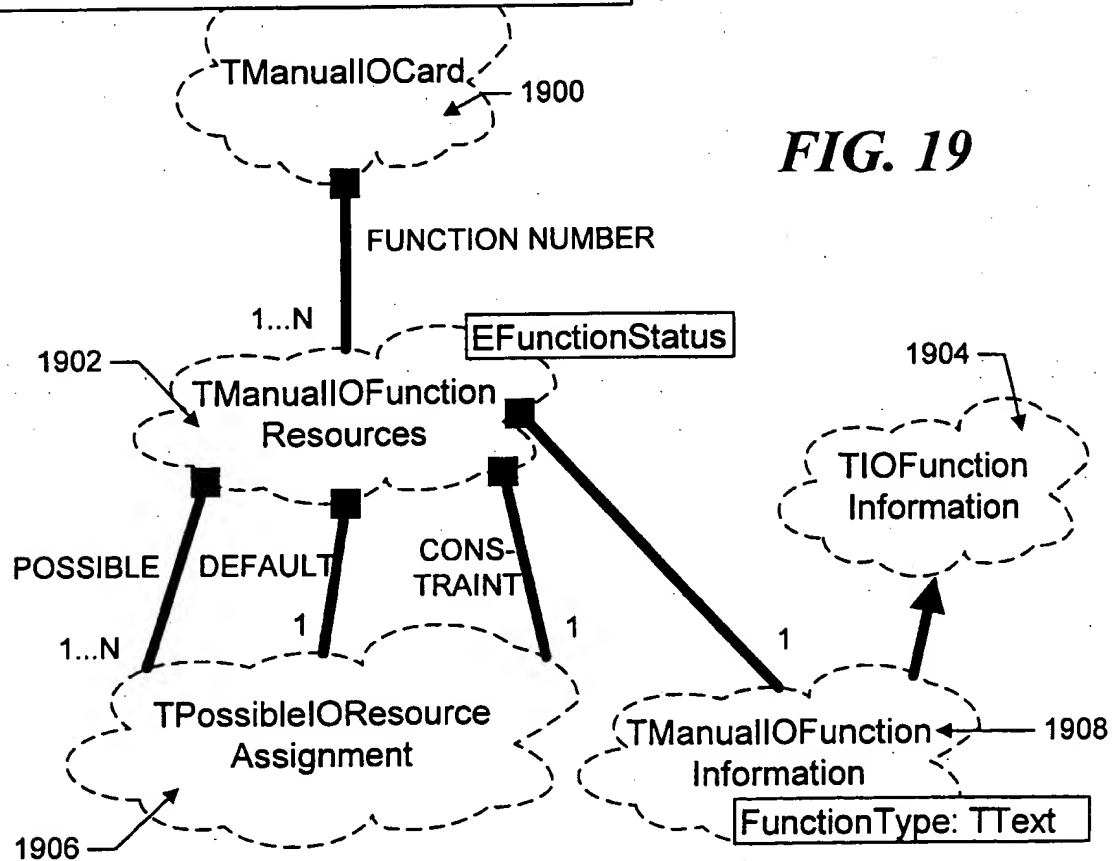 TManualIOCard
1900
FIG. 19
FUNCTION NUMBER
1...N
EFunctionStatus
1902
1904
TManualIOFunction
Resources
TIOFunction
Information
POSSIBLE
DEFAULT
CONS-
TRAINT
1...N
1
1
1
TPossibleIOResource
Assignment
TManualIOFunction
Information
1908
FunctionType: TText
1906